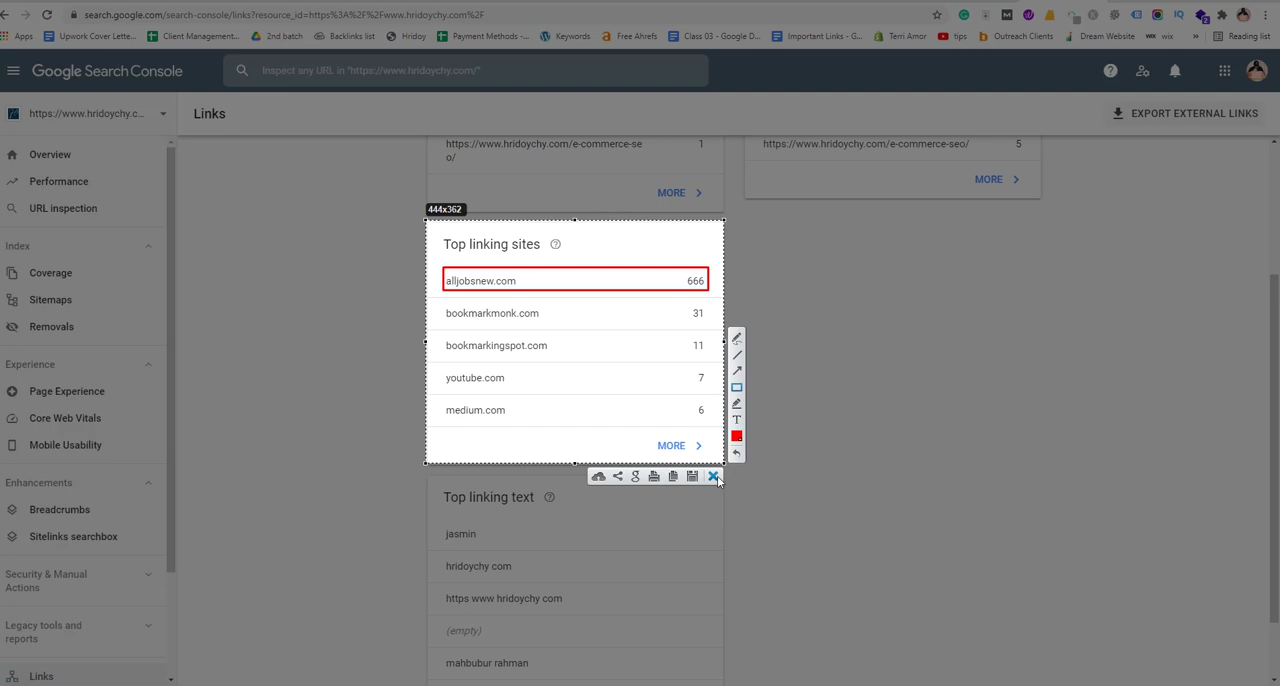 search.google.com/search-console/links?resource_id=https%3A%2F%2Fwww.hridoychy.com%2F
Apps
Upwork Cover Lette...
Client Management...
2nd batch
Backlinks list
Hridoy
Payment Methods -...
Keywords
Free Ahrefs
Class 03 - Google D...
Important Links - G...
Terri Amor
tips
Outreach Clients
Dream Website
wix
»
Reading list
Google Search Console
Inspect any URL in "https://www.hridoychy.com/"
https://www.hridoychy.c...
Links
EXPORT EXTERNAL LINKS
Overview
Performance
URL inspection
Index
Coverage
Sitemaps
Removals
Experience
Page Experience
Core Web Vitals
Mobile Usability
Enhancements
Breadcrumbs
Sitelinks searchbox
Security & Manual
Actions
Legacy tools and
reports
Links
https://www.hridoychy.com/e-commerce-se 1
o/
MORE
https://www.hridoychy.com/e-commerce-seo/ 5
MORE
444x362
Top linking sites
alljobsnew.com 666
bookmarkmonk.com 31
bookmarkingspot.com 11
youtube.com 7
medium.com 6
MORE
T
Top linking text
jasmin
hridoychy com
https www hridoychy com
(empty)
mahbubur rahman